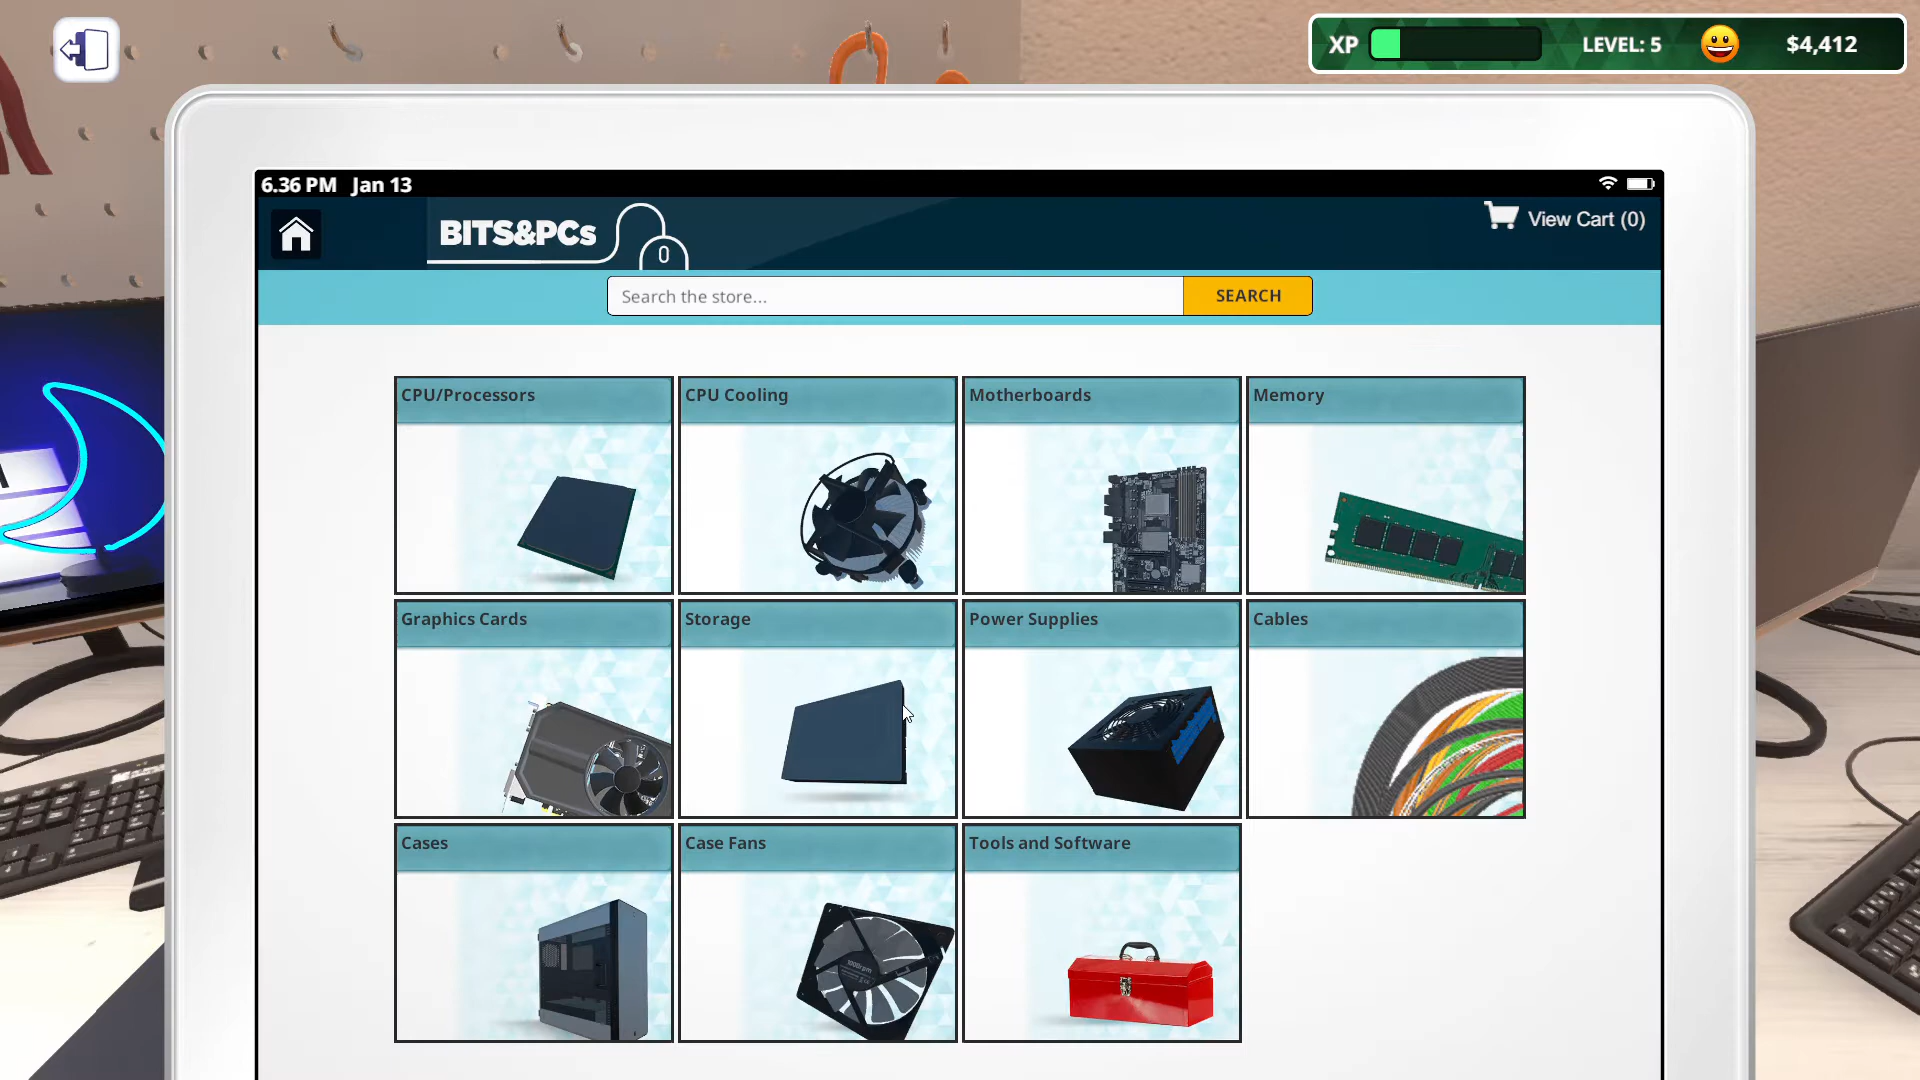 XP
LEVEL: 5
$4,412
6.36 PM Jan 13
BITS&PCs
View Cart (0)
Search the store...
SEARCH
CPU/Processors
CPU Cooling
Motherboards
Memory
Graphics Cards
Storage
Power Supplies
Cables
Cases
Case Fans
Tools and Software
1000rpm